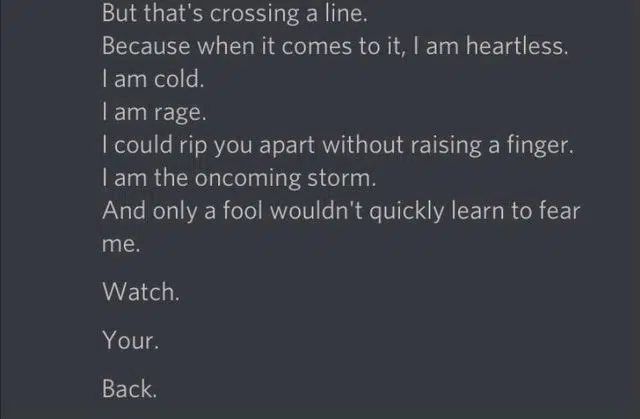 But that's crossing a line.
Because when it comes to it, I am heartless.
I am cold.
I am rage.
I could rip you apart without raising a finger.
I am the oncoming storm.
And only a fool wouldn't quickly learn to fear
me.
Watch.
Your.
Back.